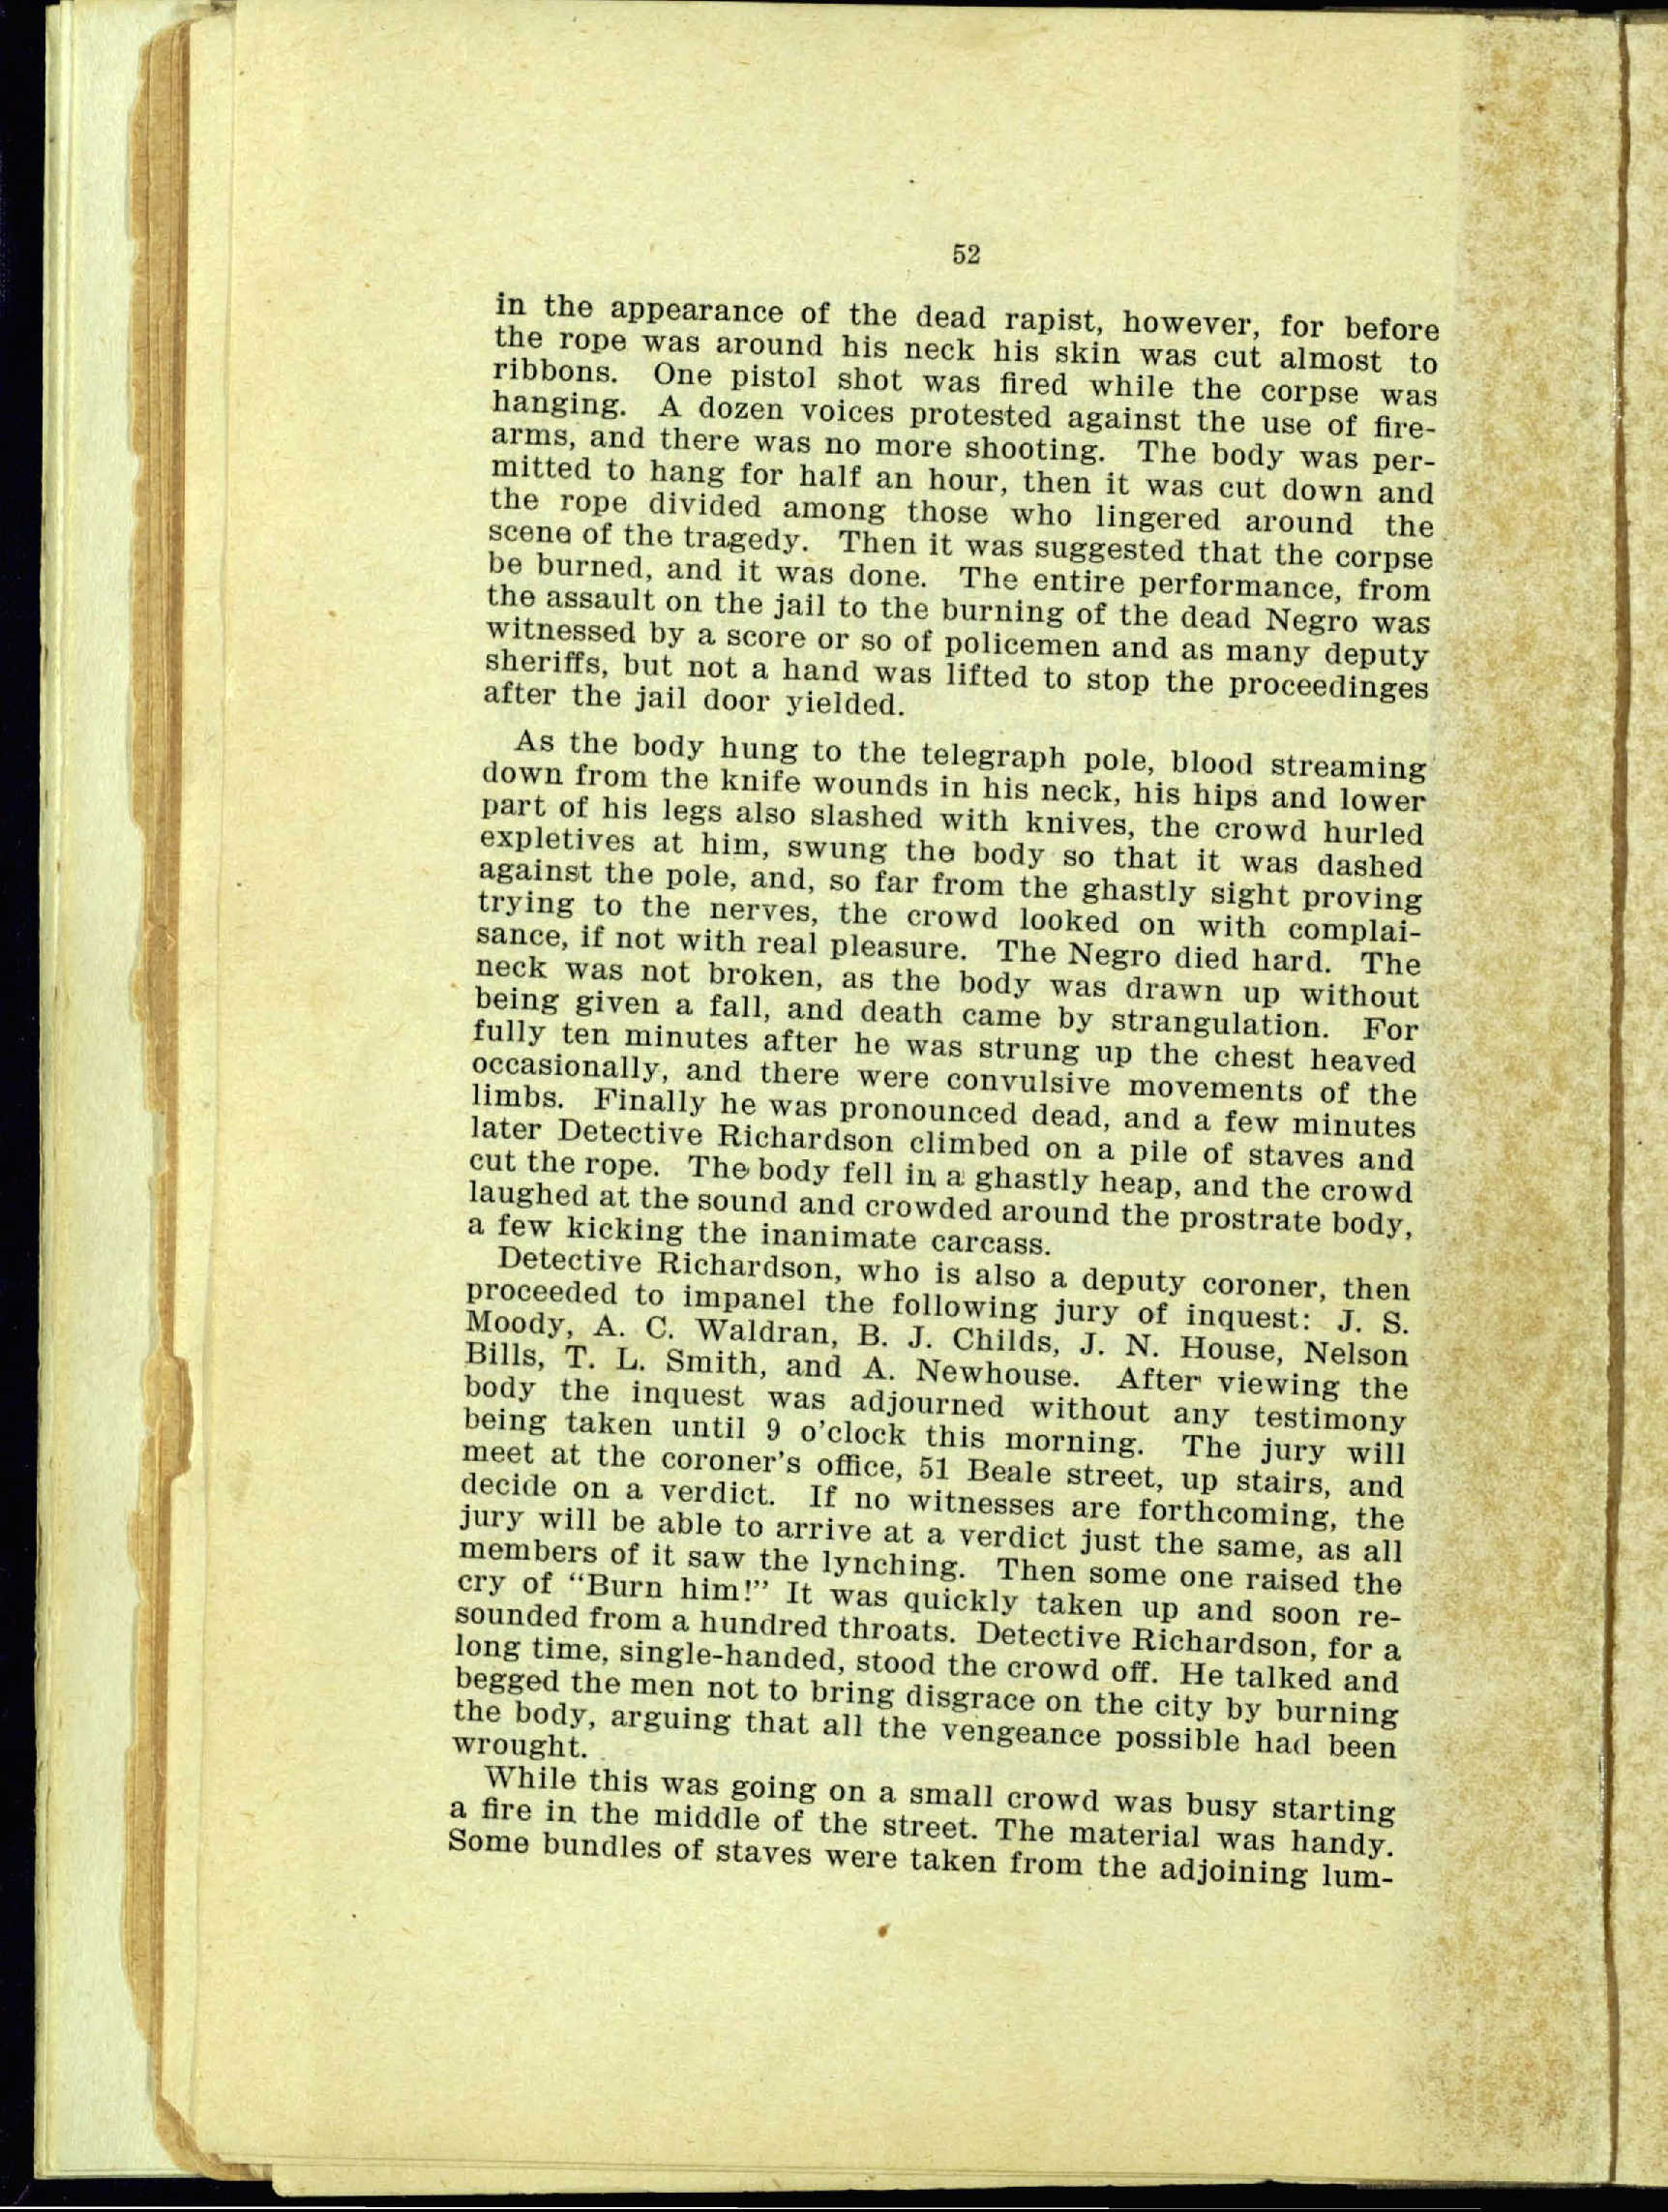 52
in the appearance of the dead rapist, however, for before
the rope was around his neck his skin was cut almost to
ribbons. One pistol shot was fired while the corpse was
hanging. A dozen voices protested against the use of fire-
arms, and there was no more shooting. The body was per-
mitted to hang for half an hour, then it was cut down and
the rope divided among those who lingered around the
scene of the tragedy. Then it was suggested that the corpse
be burned, and it was done. The entire performance, from
the assault on the jail to the burning of the dead Negro was
witnessed by a score or so of policemen and as many deputy
sheriffs, but not a hand was lifted to stop the proceedinges
after the jail door yielded.
As the body hung to the telegraph pole, blood streaming
down from the knife wounds in his neck, his hips and lower
part of his legs also slashed with knives, the crowd hurled
expletives at him, swung the body so that it was dashed
against the pole, and, so far from the ghastly sight proving
trying to the nerves, the crowd looked on with complai-
sance, if not with real pleasure. The Negro died hard. The
neck was not broken, as the body was drawn up without
being given a fall, and death came by strangulation. For
fully ten minutes after he was strung up the chest heaved
occasionally, and there were convulsive movements of the
limbs. Finally he was pronounced dead, and a few minutes
later Detective Richardson climbed on a pile of staves and
cut the rope. The body fell in a ghastly heap, and the crowd
laughed at the sound and crowded around the prostrate body,
a few kicking the inanimate carcass.
Detective Richardson, who is also a deputy coroner, then
proceeded to impanel the following jury of inquest: J. S.
Moody, A. C. Waldran, B. J. Childs, J. N. House, Nelson
Bills, T. L. Smith, and A. Newhouse. After viewing the
body the inquest was adjourned without any testimony
being taken until 9 o'clock this morning. The jury will
meet at the coroner's office, 51 Beale street, up stairs, and
decide on a verdict. If no witnesses are forthcoming, the
jury will be able to arrive at a verdict just the same, as all
members of it saw the lynching. Then some one raised the
cry of “Burn him!” It was quickly taken up and soon re-
sounded from a hundred throats. Detective Richardson, for a
long time, single-handed, stood the crowd off. He talked and
begged the men not to bring disgrace on the city by burning
the body, arguing that all the vengeance possible had been
wrought.
While this was going on a small crowd was busy starting
a fire in the middle of the street. The material was handy.
Some bundles of staves were taken from the adjoining lum-